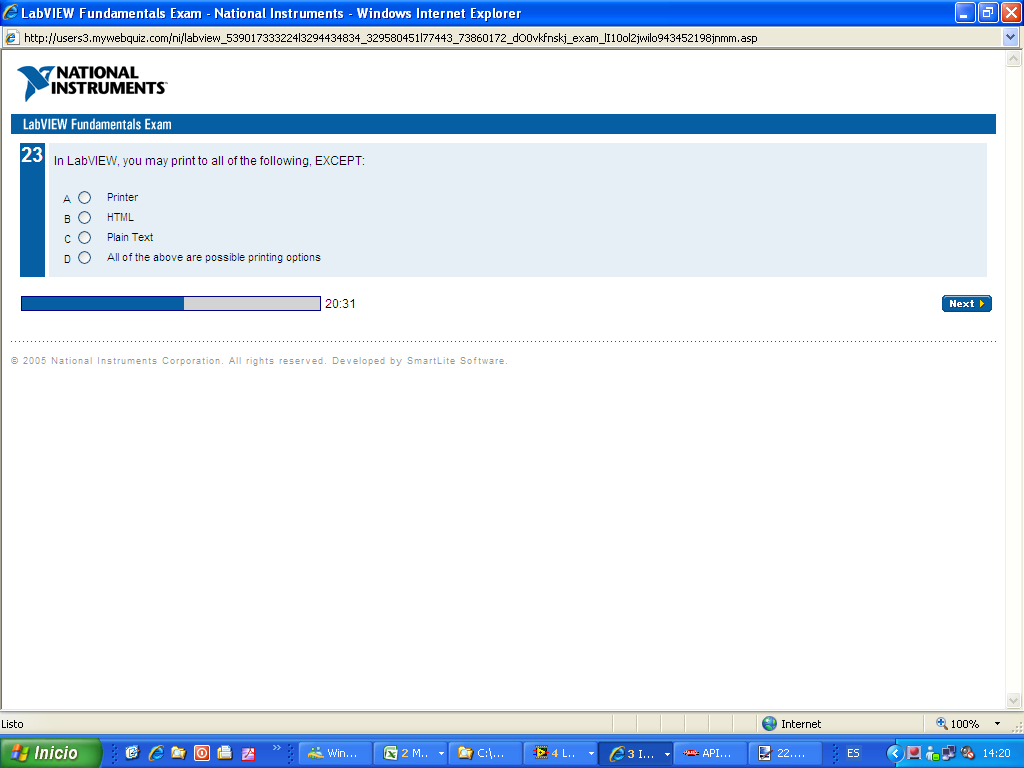 LabVIEW Fundamentals Exam - National Instruments - Windows Internet Explorer
http://users3.mywebquiz.com/ni/labview_539017333224l3294434834_329580451l77443_73860172_dO0vkfnskj_exam_lI10ol2jwilo943452198jnmm.asp
NATIONAL
INSTRUMENTS
LabVIEW Fundamentals Exam
23 In LabVIEW, you may print to all of the following, EXCEPT:
A Printer
B HTML
C Plain Text
D All of the above are possible printing options
20:31 Next
© 2005 National Instruments Corporation. All rights reserved. Developed by SmartLite Software.
Listo Internet 100%
Inicio Win... 2 M... C:\... 4 L... 3 I... API... 22.... ES 14:20